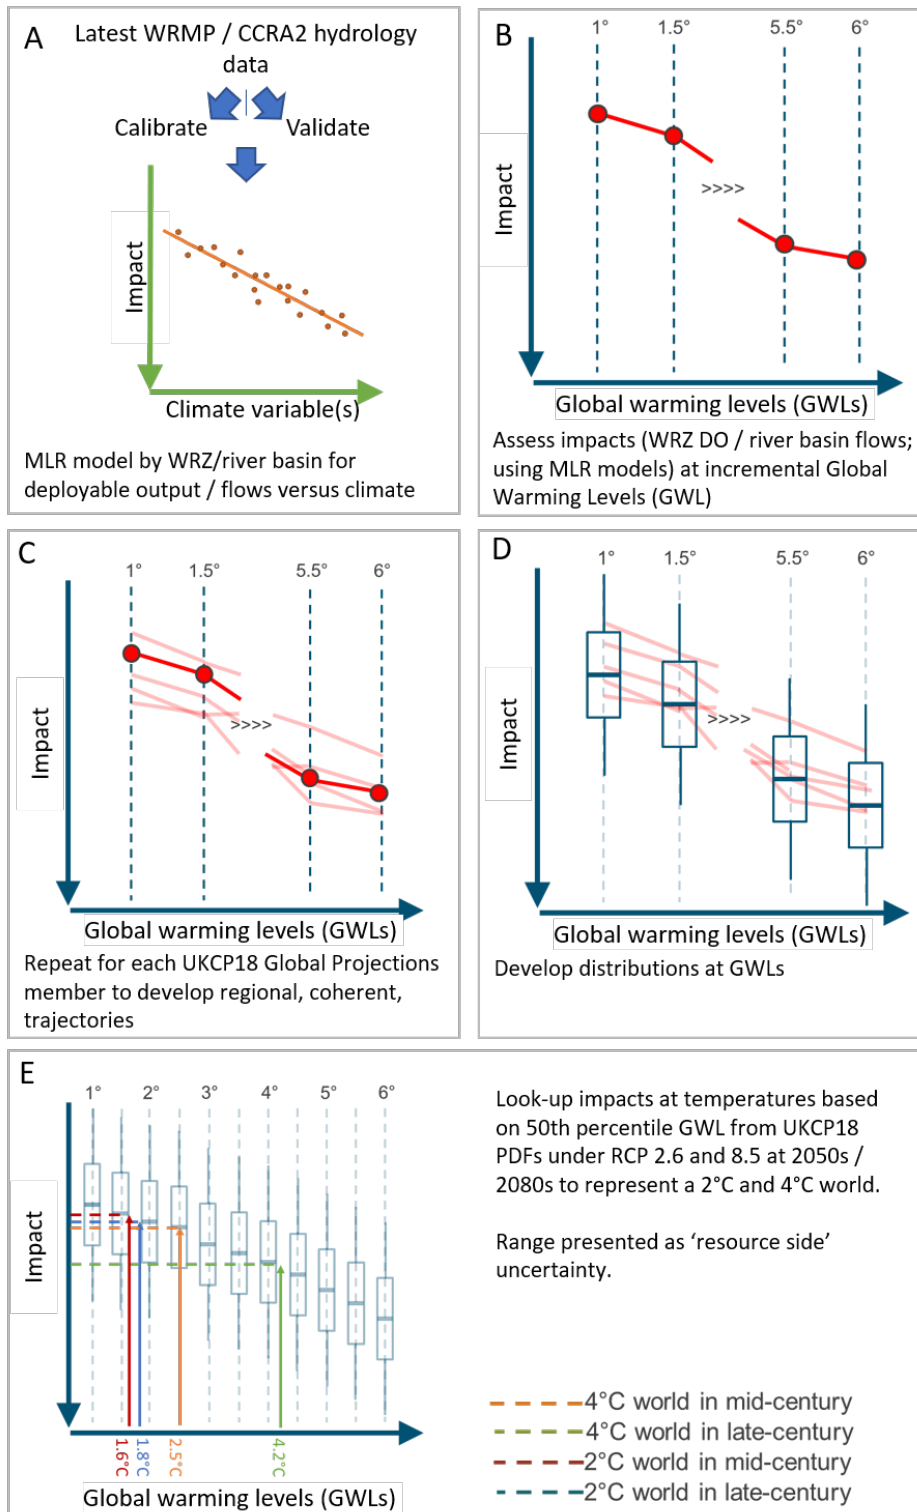 A
Latest WRMP / CCRA2 hydrology
data
Calibrate
Validate
Impact
Climate variable(s)
MLR model by WRZ/river basin for
deployable output / flows versus climate
B
1°
1.5°
5.5°
6°
Impact
>>>>
Global warming levels (GWLs)
Assess impacts (WRZ DO / river basin flows;
using MLR models) at incremental Global
Warming Levels (GWL)
C
1°
1.5°
5.5°
6°
Impact
>>>>
Global warming levels (GWLs)
Repeat for each UKCP18 Global Projections
member to develop regional, coherent,
trajectories
D
1°
1.5°
5.5°
6°
Impact
>>>>
Global warming levels (GWLs)
Develop distributions at GWLs
E
1°
2°
3°
4°
5°
6°
Impact
1.6°C
1.8°C
2.5°C
4.2°C
Global warming levels (GWLs)
Look-up impacts at temperatures based
on 50th percentile GWL from UKCP18
PDFs under RCP 2.6 and 8.5 at 2050s /
2080s to represent a 2°C and 4°C world.
Range presented as ‘resource side’
uncertainty.
4°C world in mid-century
4°C world in late-century
2°C world in mid-century
2°C world in late-century